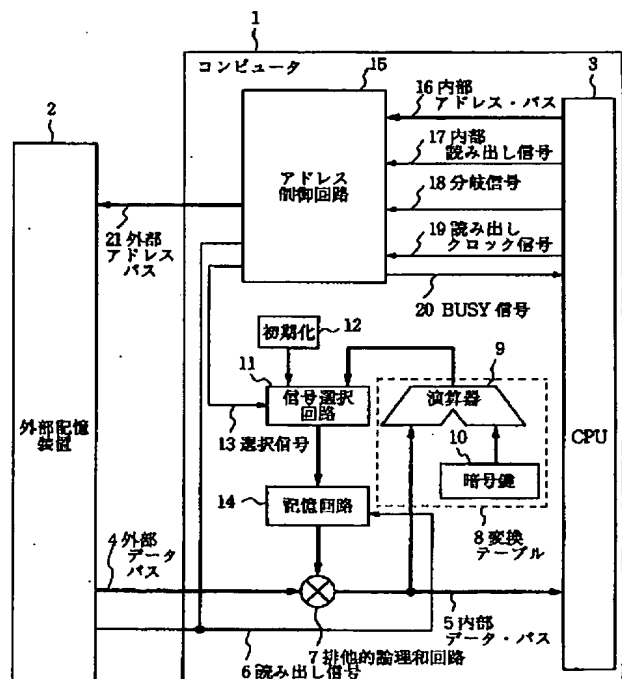 1
コンピュータ
15
3
2
16 内部
アドレス・バス
17 内部
読み出し信号
18 分岐信号
19 読み出し
クロック信号
20 BUSY 信号
アドレス
制御回路
21 外部
アドレス
バス
初期化
12
11
信号選択
回路
13 選択信号
9
演算器
10
暗号鍵
CPU
外部記憶
装置
14
記憶回路
8 変換
テーブル
4 外部
データ
バス
5 内部
データ・バス
7 排他的論理和回路
6 読み出し信号